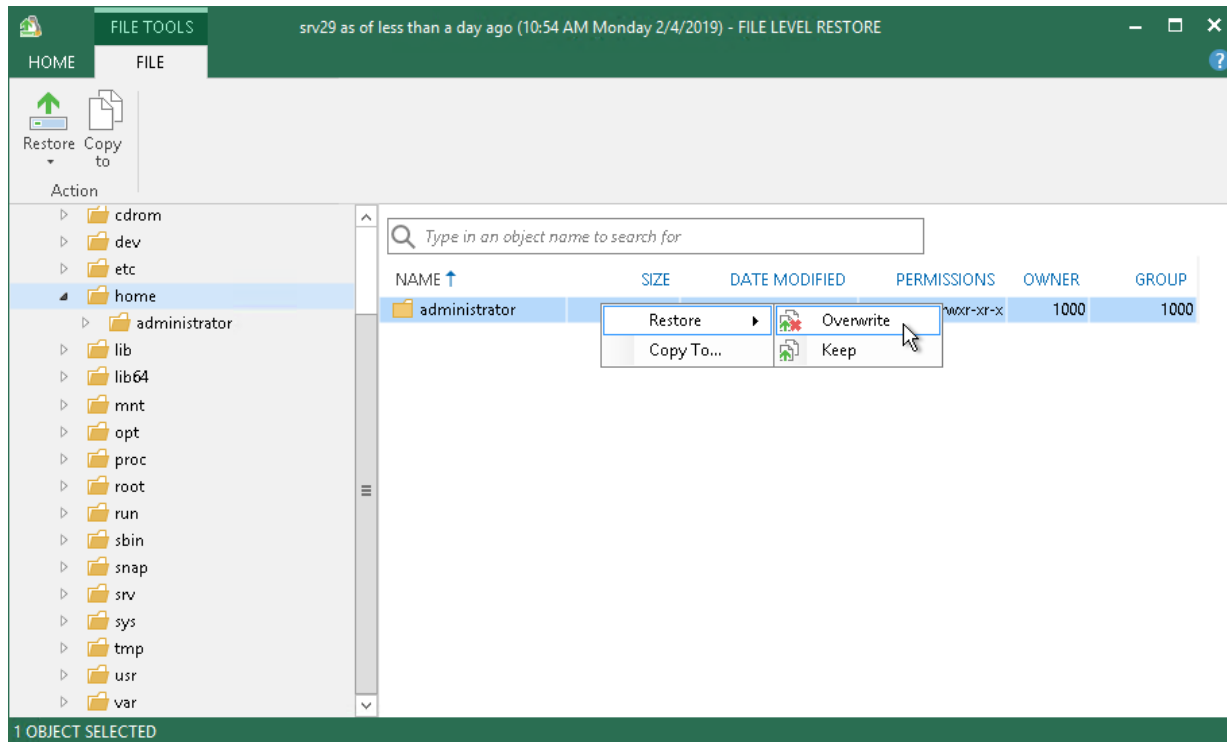 FILE TOOLS
srv29 as of less than a day ago (10:54 AM Monday 2/4/2019) - FILE LEVEL RESTORE
HOME
FILE
?
Restore
Copy to
Action
cdrom
dev
etc
home
administrator
lib
lib64
mnt
opt
proc
root
run
sbin
snap
srv
sys
tmp
usr
var
Type in an object name to search for
NAME SIZE DATE MODIFIED PERMISSIONS OWNER GROUP
administrator wxr-xr-x 1000 1000
Restore
Copy To...
Overwrite
Keep
1 OBJECT SELECTED